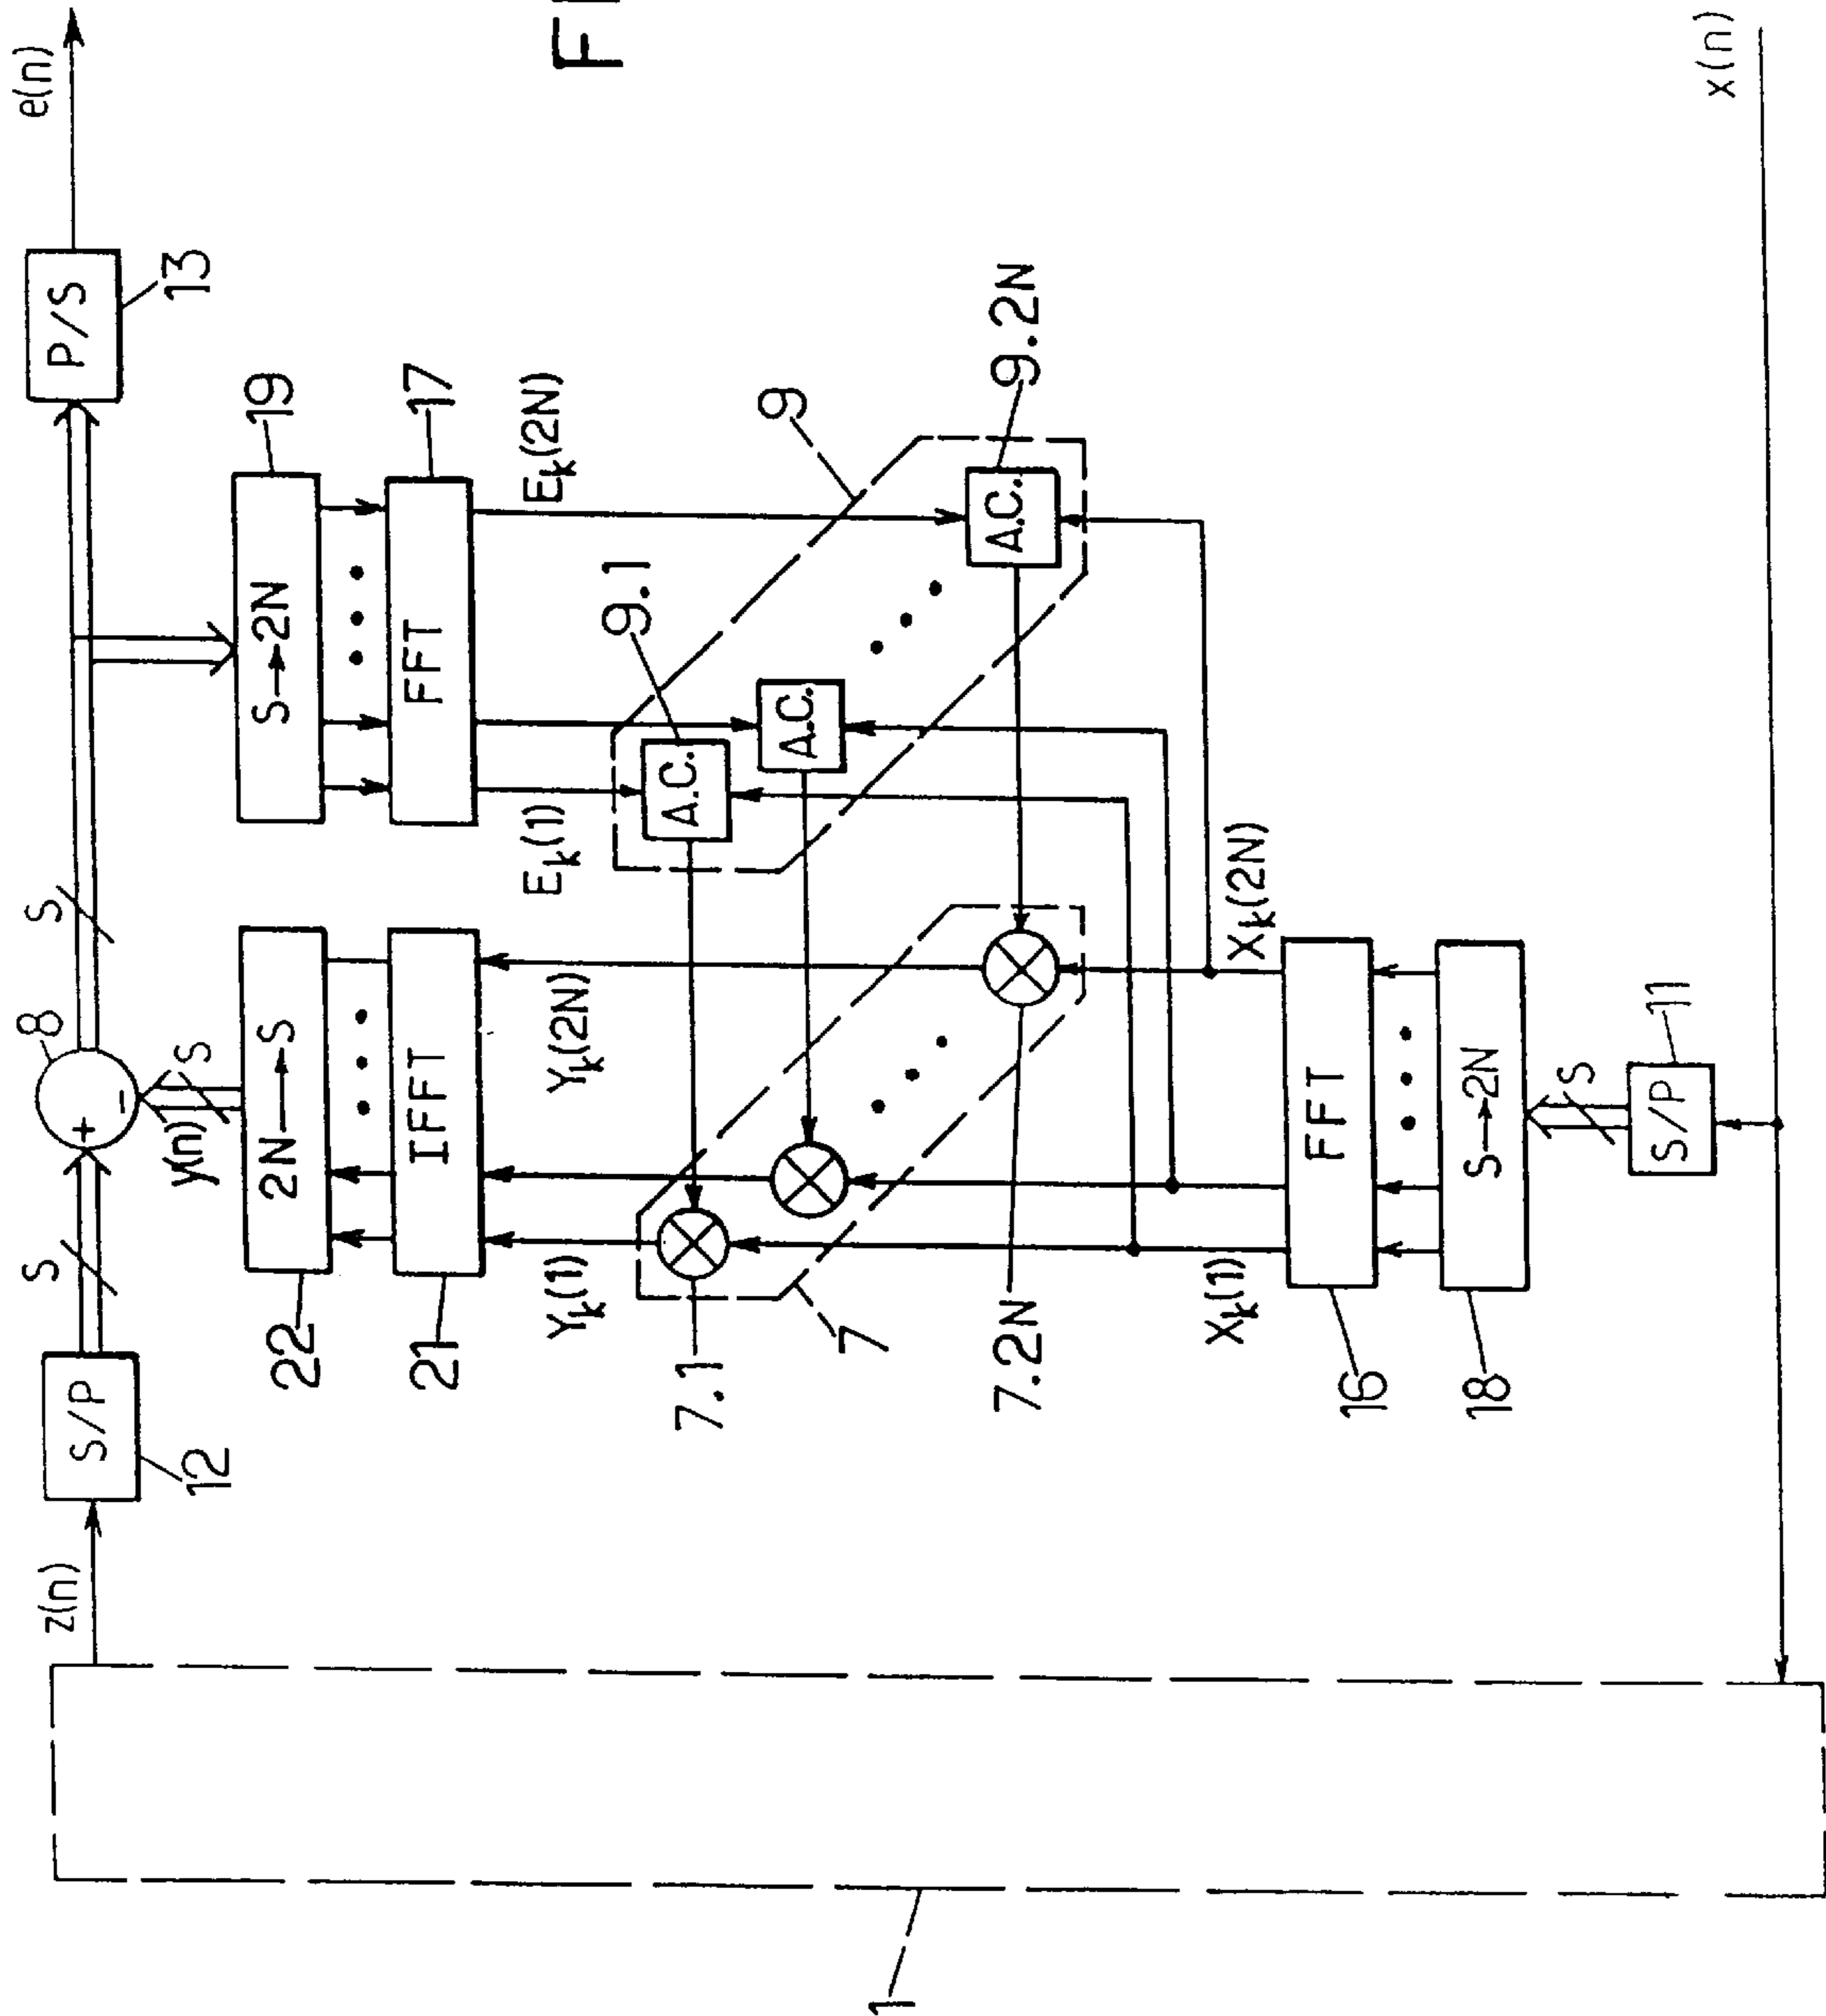 F
e(n)
x(n)
P/S
13
S→2N
19
FFT
17
E_k(2N)
E_k(1)
9
9.1
9.2N
A.C.
A.C.
A.C.
S
8
+
-
y(n)
S
2N→S
22
IFFT
21
Y_k(2N)
Y_k(1)
7
7.1
7.2N
X_k(2N)
X_k(1)
FFT
16
S→2N
18
S
S/P
11
S
S/P
12
z(n)
1